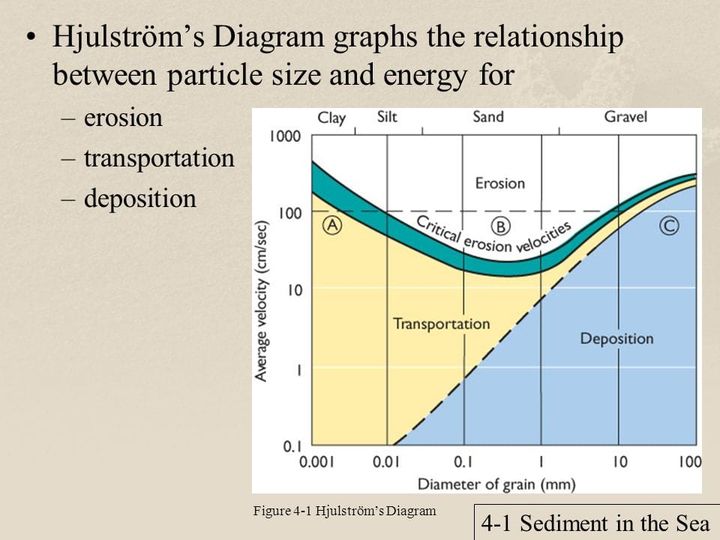 • Hjulström’s Diagram graphs the relationship
between particle size and energy for
– erosion
– transportation
– deposition
Clay Silt Sand Gravel
1000
100
10
1
0.1
Average velocity (cm/sec)
Erosion
A B C
Critical erosion velocities
Transportation
Deposition
0.001 0.01 0.1 1 10 100
Diameter of grain (mm)
Figure 4-1 Hjulström’s Diagram
4-1 Sediment in the Sea